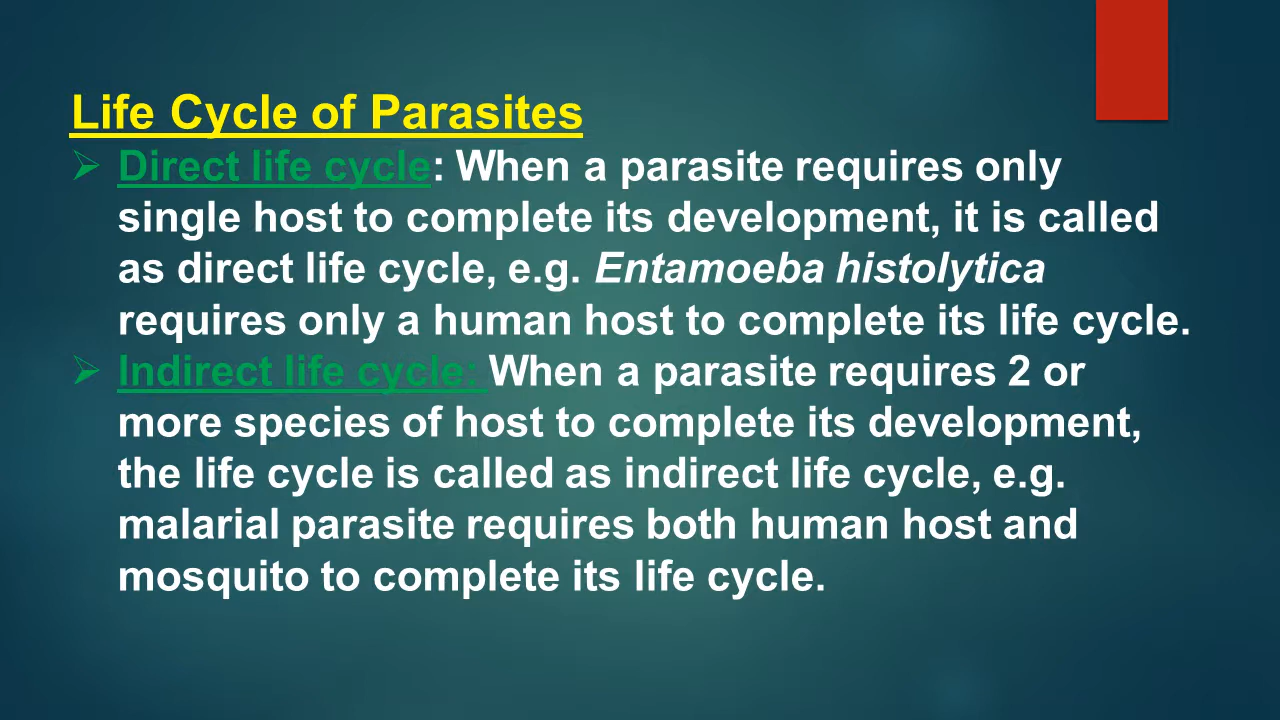 Life Cycle of Parasites
➢ Direct life cycle: When a parasite requires only
single host to complete its development, it is called
as direct life cycle, e.g. Entamoeba histolytica
requires only a human host to complete its life cycle.
➢ Indirect life cycle: When a parasite requires 2 or
more species of host to complete its development,
the life cycle is called as indirect life cycle, e.g.
malarial parasite requires both human host and
mosquito to complete its life cycle.